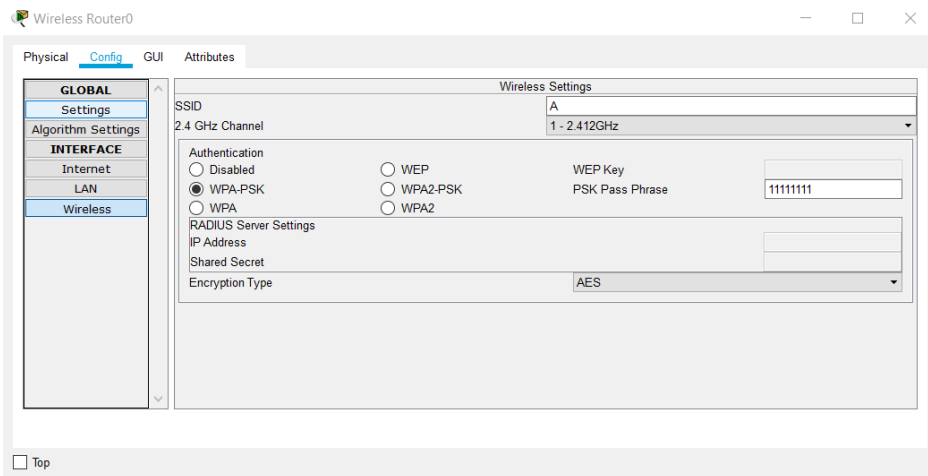 Wireless Router0
Physical Config GUI Attributes
GLOBAL
Settings
Algorithm Settings
INTERFACE
Internet
LAN
Wireless
Wireless Settings
SSID A
2.4 GHz Channel 1 - 2.412GHz
Authentication
Disabled WEP WEP Key
WPA-PSK WPA2-PSK PSK Pass Phrase 11111111
WPA WPA2
RADIUS Server Settings
IP Address
Shared Secret
Encryption Type AES
Top